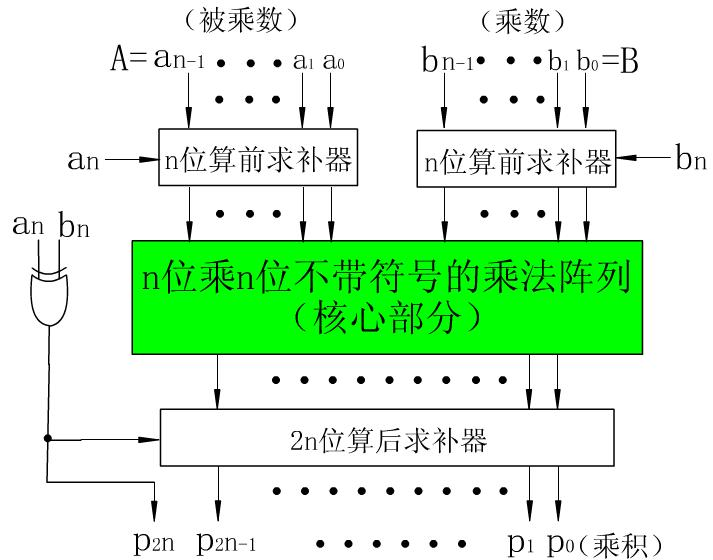 (被乘数) (乘数)
A=an-1 • • • a1 a0 bn-1 • • • b1 b0=B
• • • • • •
an n位算前求补器 n位算前求补器 bn
• • • • • •
an bn
n位乘n位不带符号的乘法阵列
(核心部分)
• • • • • • • • •
2n位算后求补器
• • • • • • • • • •
p2n p2n-1 • • • • • • p1 p0(乘积)